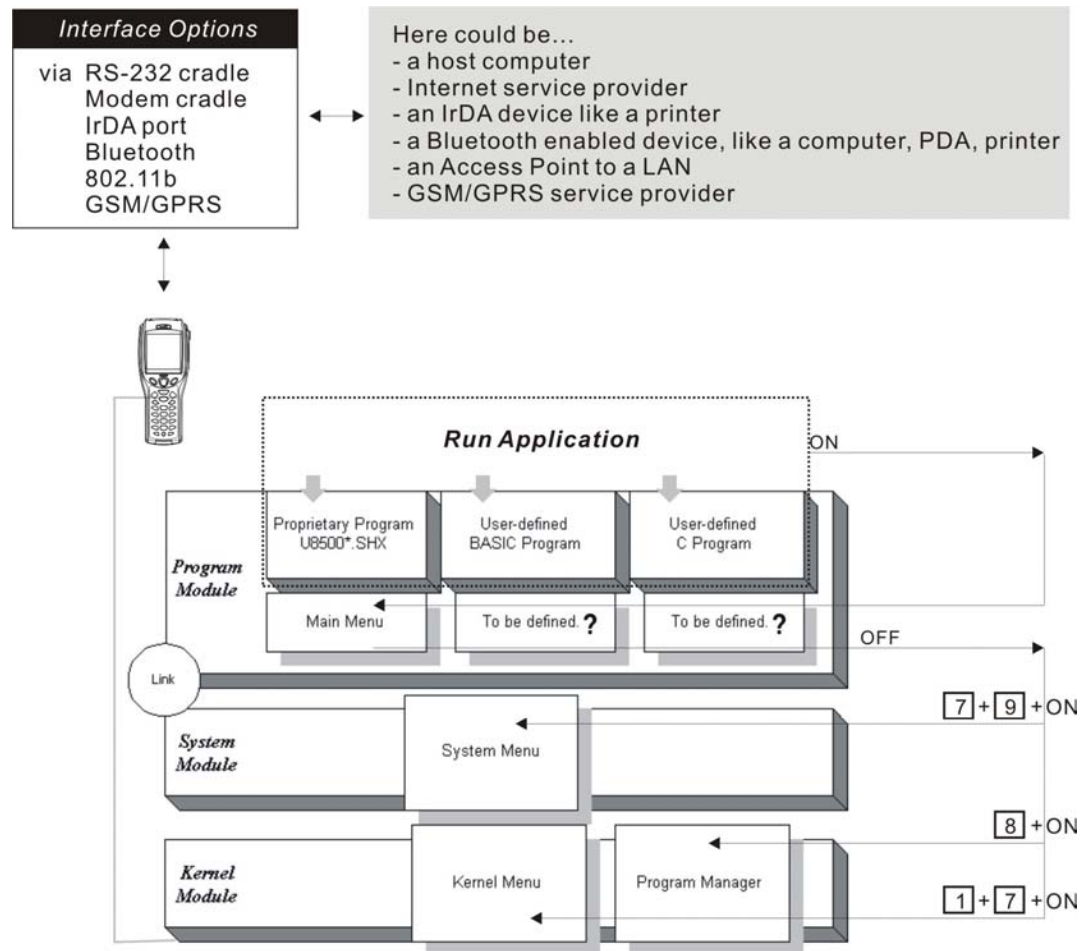 Interface Options
via RS-232 cradle
Modem cradle
IrDA port
Bluetooth
802.11b
GSM/GPRS
Here could be...
- a host computer
- Internet service provider
- an IrDA device like a printer
- a Bluetooth enabled device, like a computer, PDA, printer
- an Access Point to a LAN
- GSM/GPRS service provider
Run Application
ON
Program
Module
Proprietary Program
U8500*.SHX
User-defined
BASIC Program
User-defined
C Program
Main Menu
To be defined. ?
To be defined. ?
OFF
Link
7 + 9 + ON
System
Module
System Menu
8 + ON
Kernel
Module
Kernel Menu
Program Manager
1 + 7 + ON